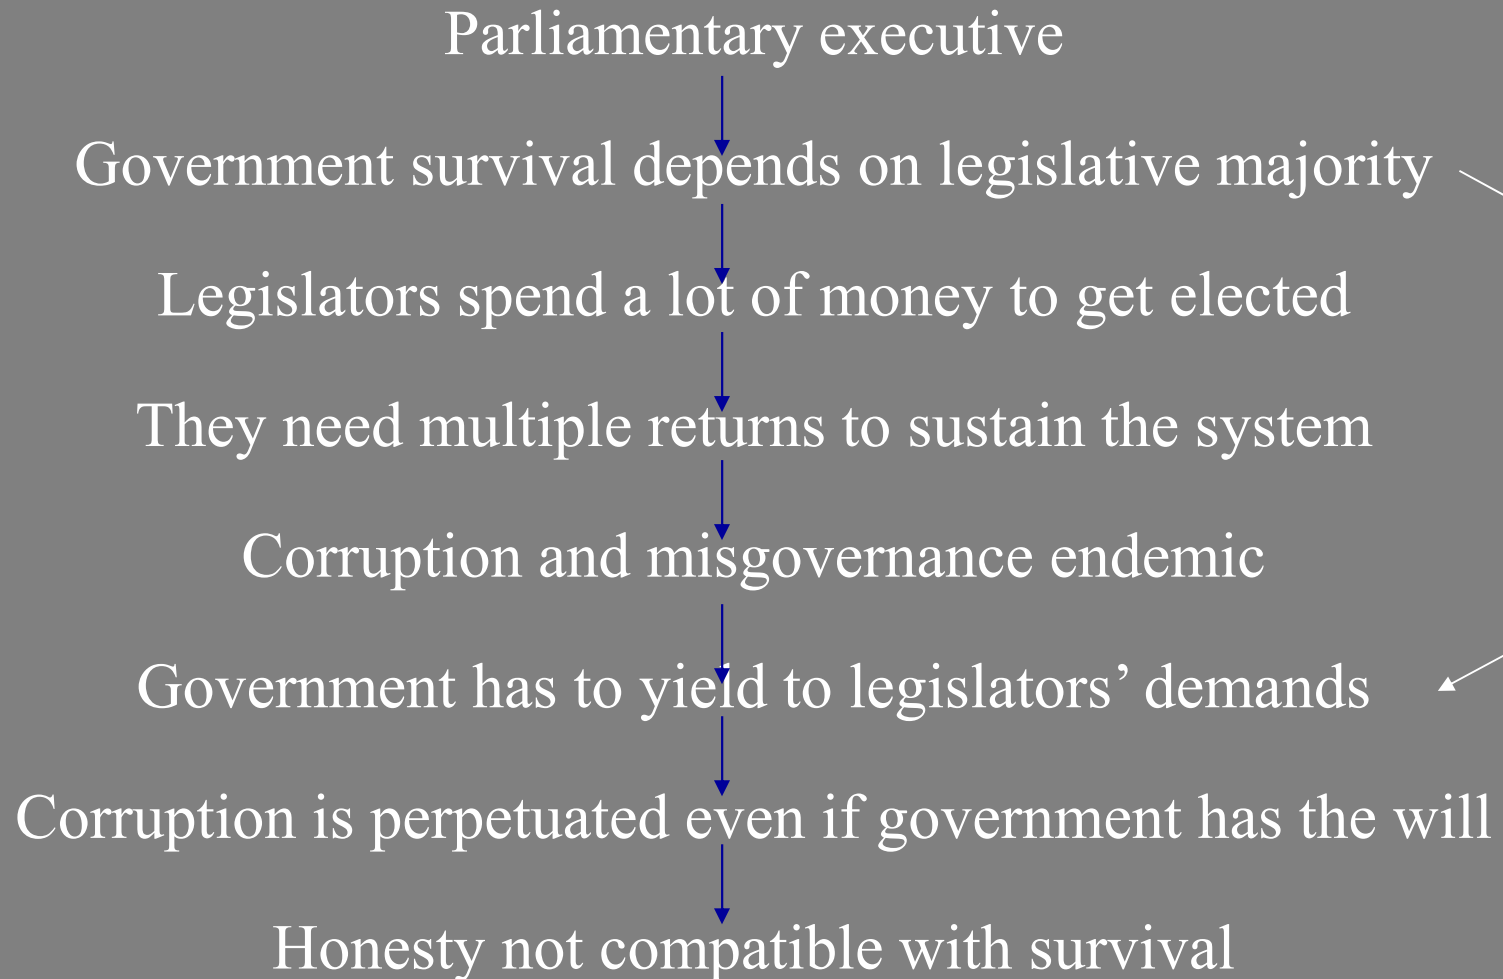 Parliamentary executive
Government survival depends on legislative majority
Legislators spend a lot of money to get elected
They need multiple returns to sustain the system
Corruption and misgovernance endemic
Government has to yield to legislators’ demands
Corruption is perpetuated even if government has the will
Honesty not compatible with survival